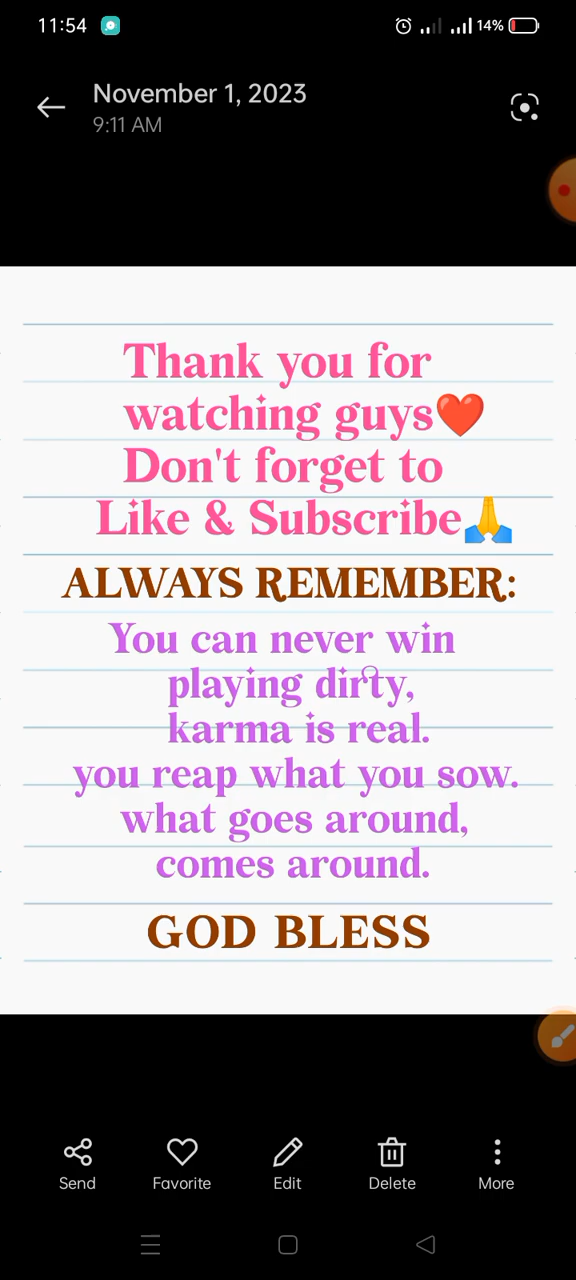 11:54
14%
November 1, 2023
9:11 AM
Thank you for
watching guys❤️
Don't forget to
Like & Subscribe🙏
ALWAYS REMEMBER:
You can never win
playing dirty,
karma is real.
you reap what you sow.
what goes around,
comes around.
GOD BLESS
Send Favorite Edit Delete More